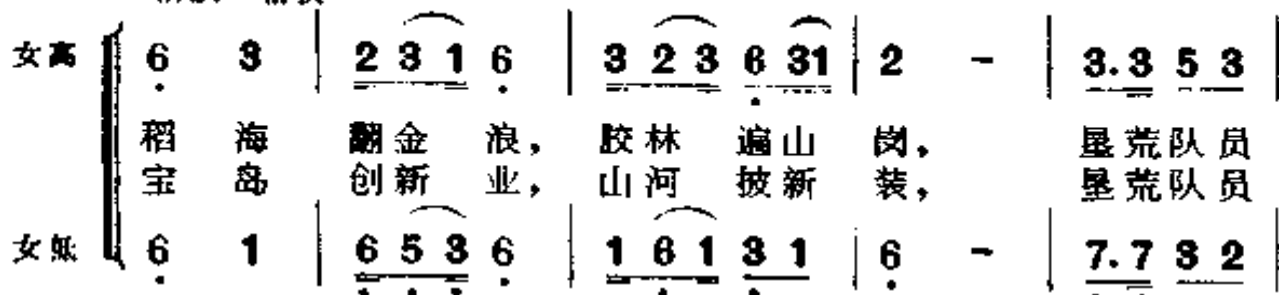 女高 6 3 | 2 3 1 6 | 3 2 3 6 31 | 2 - | 3.3 5 3
稻 海 翻金 浪， 胶林 遍山 岗， 垦荒队员
宝 岛 创新 业， 山河 披新 装， 垦荒队员
女低 6 1 | 6 5 3 6 | 1 6 1 3 1 | 6 - | 7.7 3 2